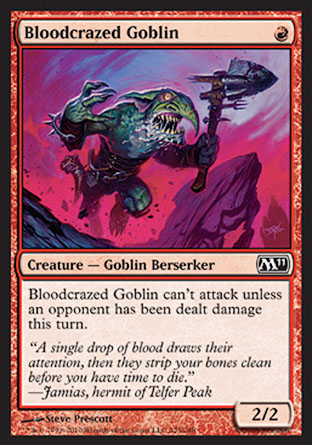 Bloodcrazed Goblin
Creature — Goblin Berserker
M11
Bloodcrazed Goblin can't attack unless
an opponent has been dealt damage
this turn.
“A single drop of blood draws their
attention, then they strip your bones clean
before you have time to die.”
—Jamias, hermit of Telfer Peak
Steve Prescott
2/2